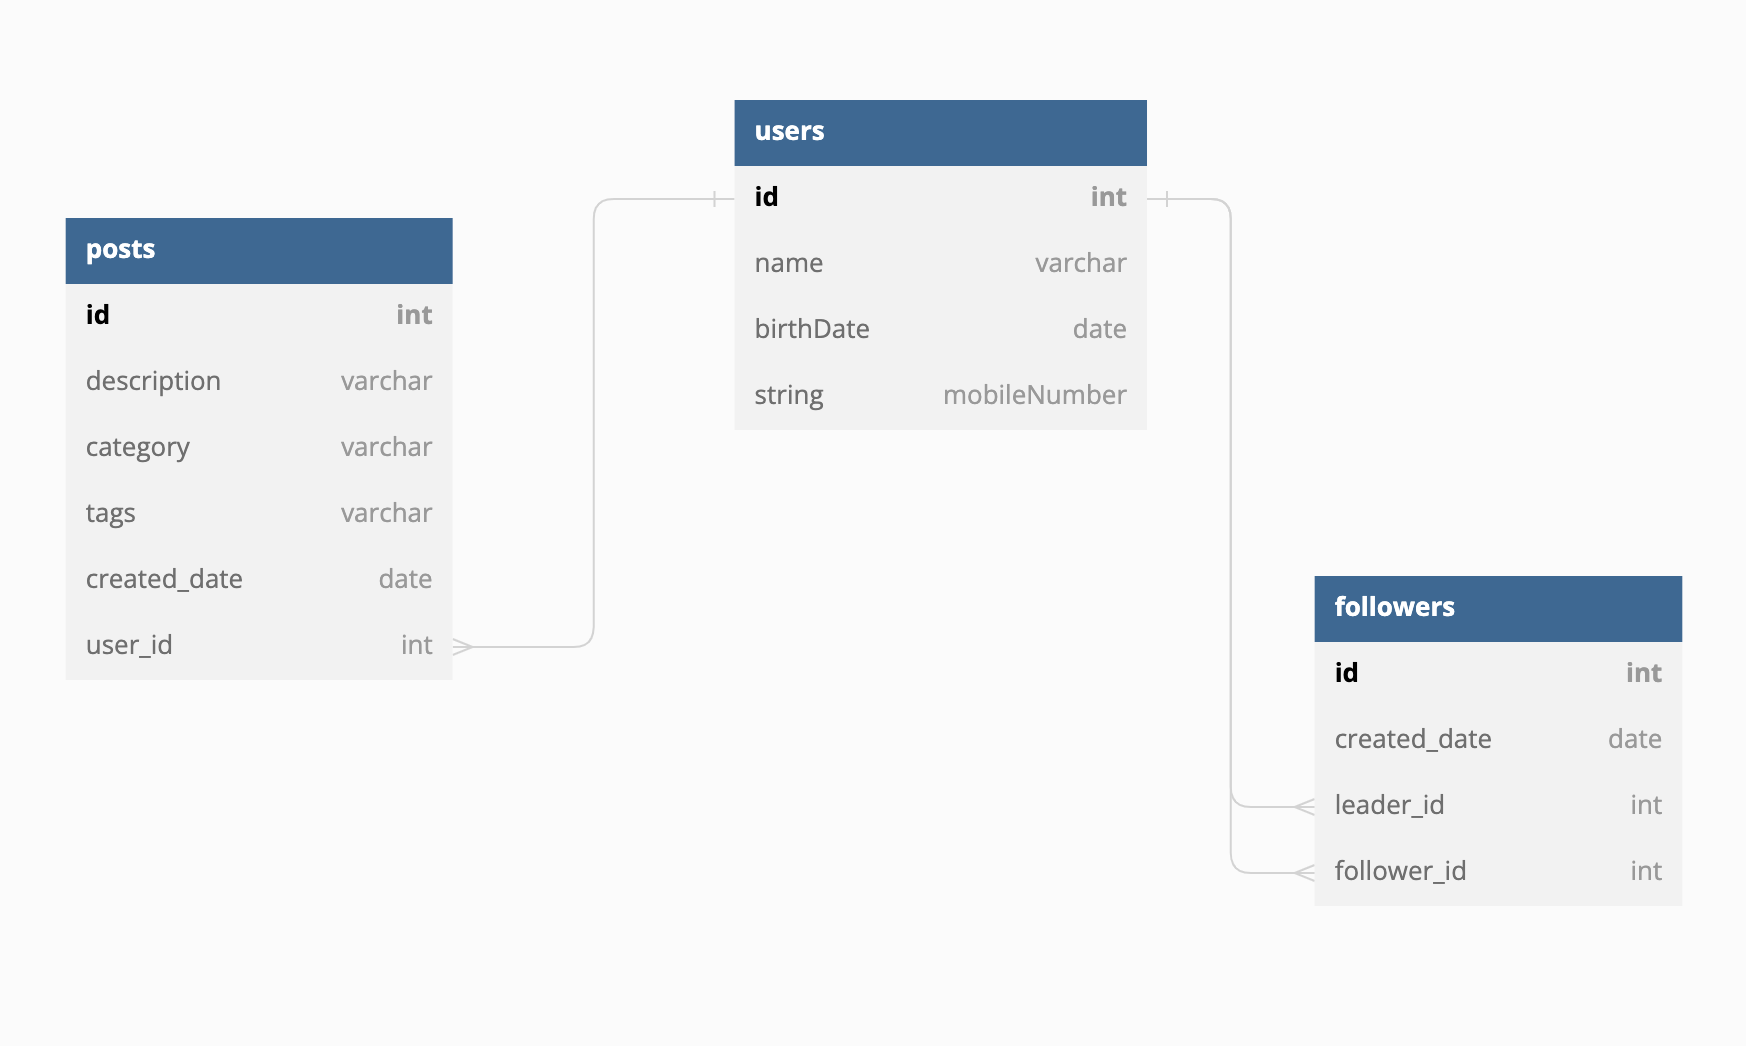 users
id int
name varchar
birthDate date
string mobileNumber
posts
id int
description varchar
category varchar
tags varchar
created_date date
user_id int
followers
id int
created_date date
leader_id int
follower_id int